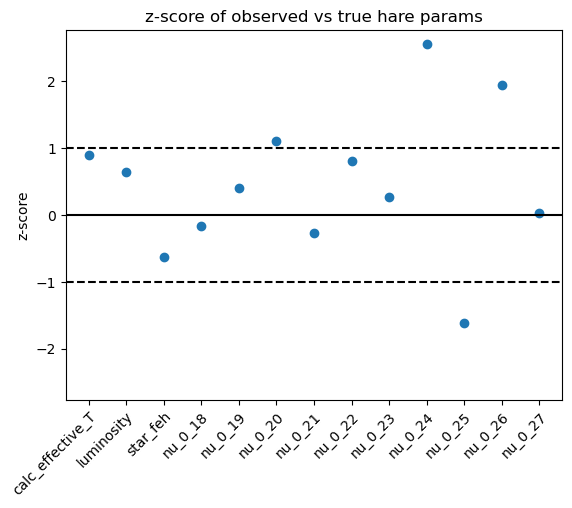 z-score of observed vs true hare params
z-score
2
1
0
−1
−2
calc_effective_T
luminosity
star_feh
nu_0_18
nu_0_19
nu_0_20
nu_0_21
nu_0_22
nu_0_23
nu_0_24
nu_0_25
nu_0_26
nu_0_27